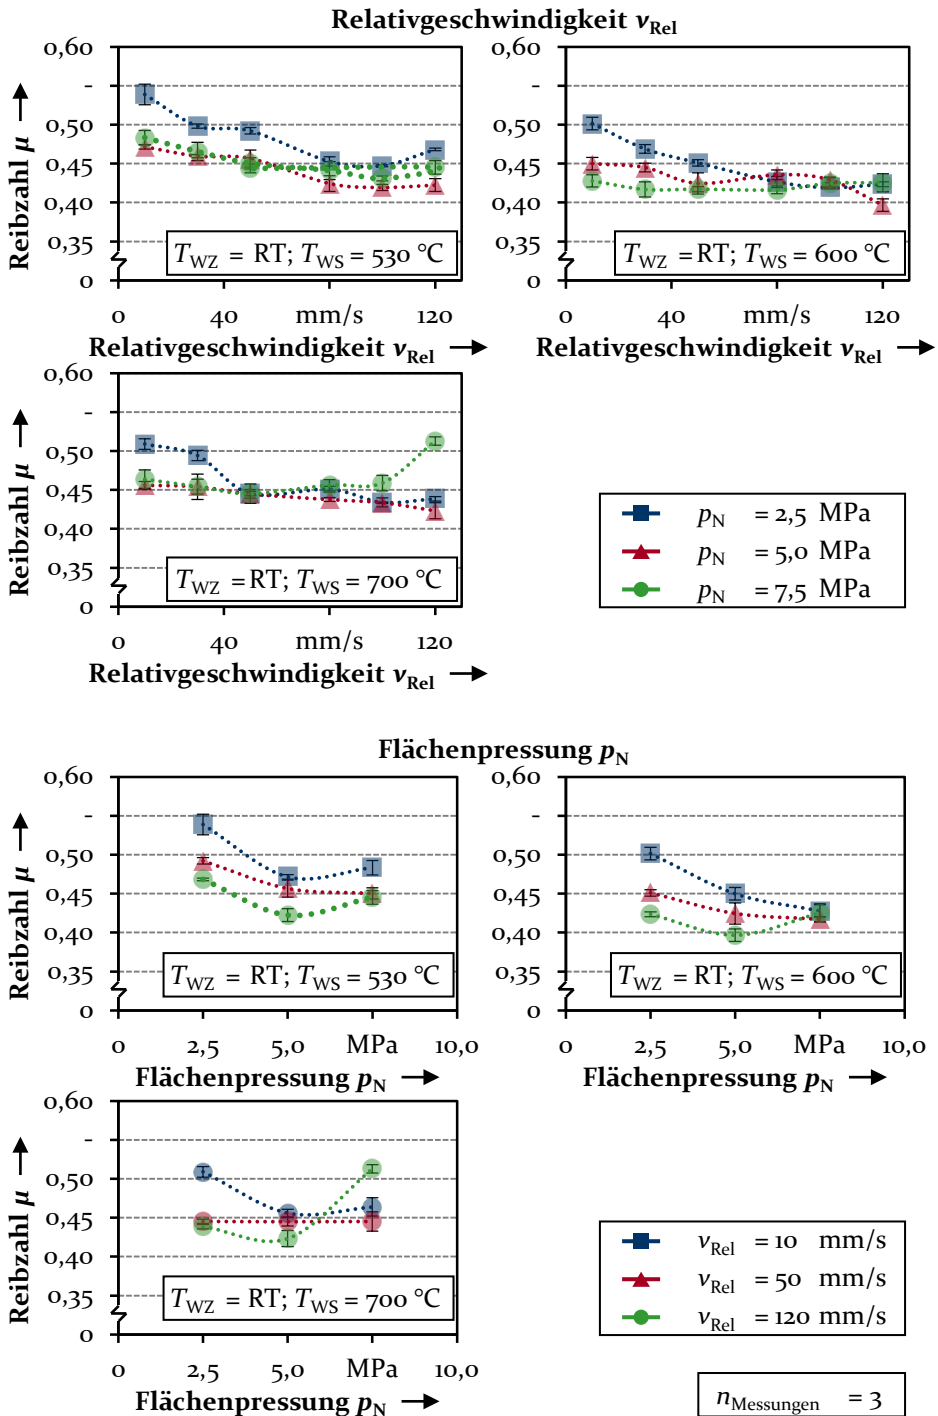 Relativgeschwindigkeit vRel
Reibzahl μ
0,60
-
0,50
0,45
0,40
0,35
0
TWZ = RT; TWS = 530 °C
0 40 mm/s 120
Relativgeschwindigkeit vRel
0,60
-
0,50
0,45
0,40
0,35
0
TWZ = RT; TWS = 600 °C
0 40 mm/s 120
Relativgeschwindigkeit vRel
Reibzahl μ
0,60
-
0,50
0,45
0,40
0,35
0
TWZ = RT; TWS = 700 °C
0 40 mm/s 120
Relativgeschwindigkeit vRel
pN = 2,5 MPa
pN = 5,0 MPa
pN = 7,5 MPa
Flächenpressung pN
Reibzahl μ
0,60
-
0,50
0,45
0,40
0,35
0
TWZ = RT; TWS = 530 °C
0 2,5 5,0 MPa 10,0
Flächenpressung pN
0,60
-
0,50
0,45
0,40
0,35
0
TWZ = RT; TWS = 600 °C
0 2,5 5,0 MPa 10,0
Flächenpressung pN
Reibzahl μ
0,60
-
0,50
0,45
0,40
0,35
0
TWZ = RT; TWS = 700 °C
0 2,5 5,0 MPa 10,0
Flächenpressung pN
vRel = 10 mm/s
vRel = 50 mm/s
vRel = 120 mm/s
nMessungen = 3